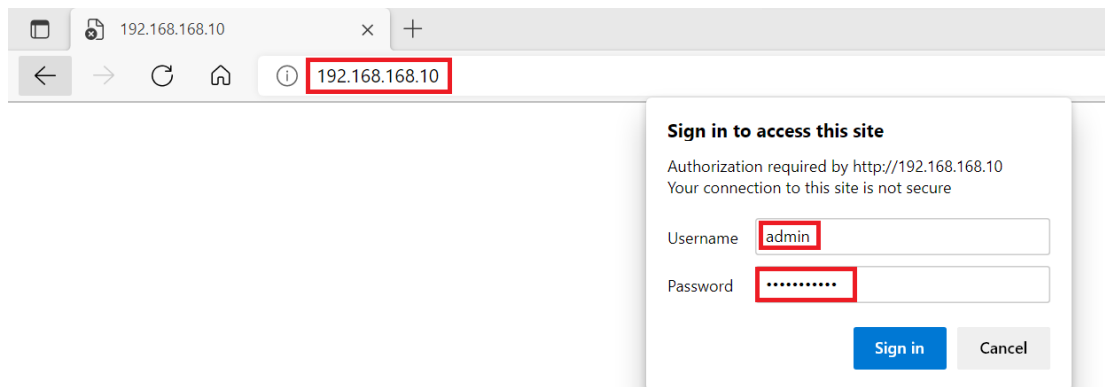 192.168.168.10
192.168.168.10
Sign in to access this site
Authorization required by http://192.168.168.10
Your connection to this site is not secure
Username admin
Password •••••••••••
Sign in Cancel